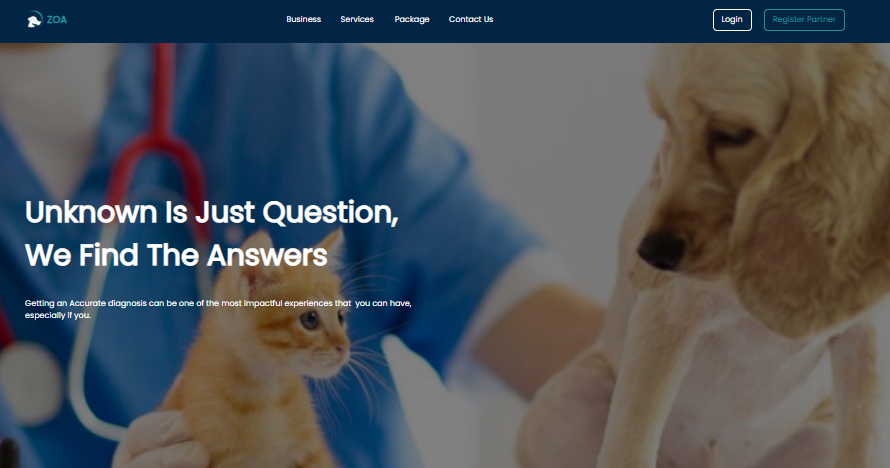 ZOA
Business Services Package Contact Us
Login Register Partner
Unknown Is Just Question,
We Find The Answers
Getting an Accurate diagnosis can be one of the most impactful experiences that you can have,
especially if you.